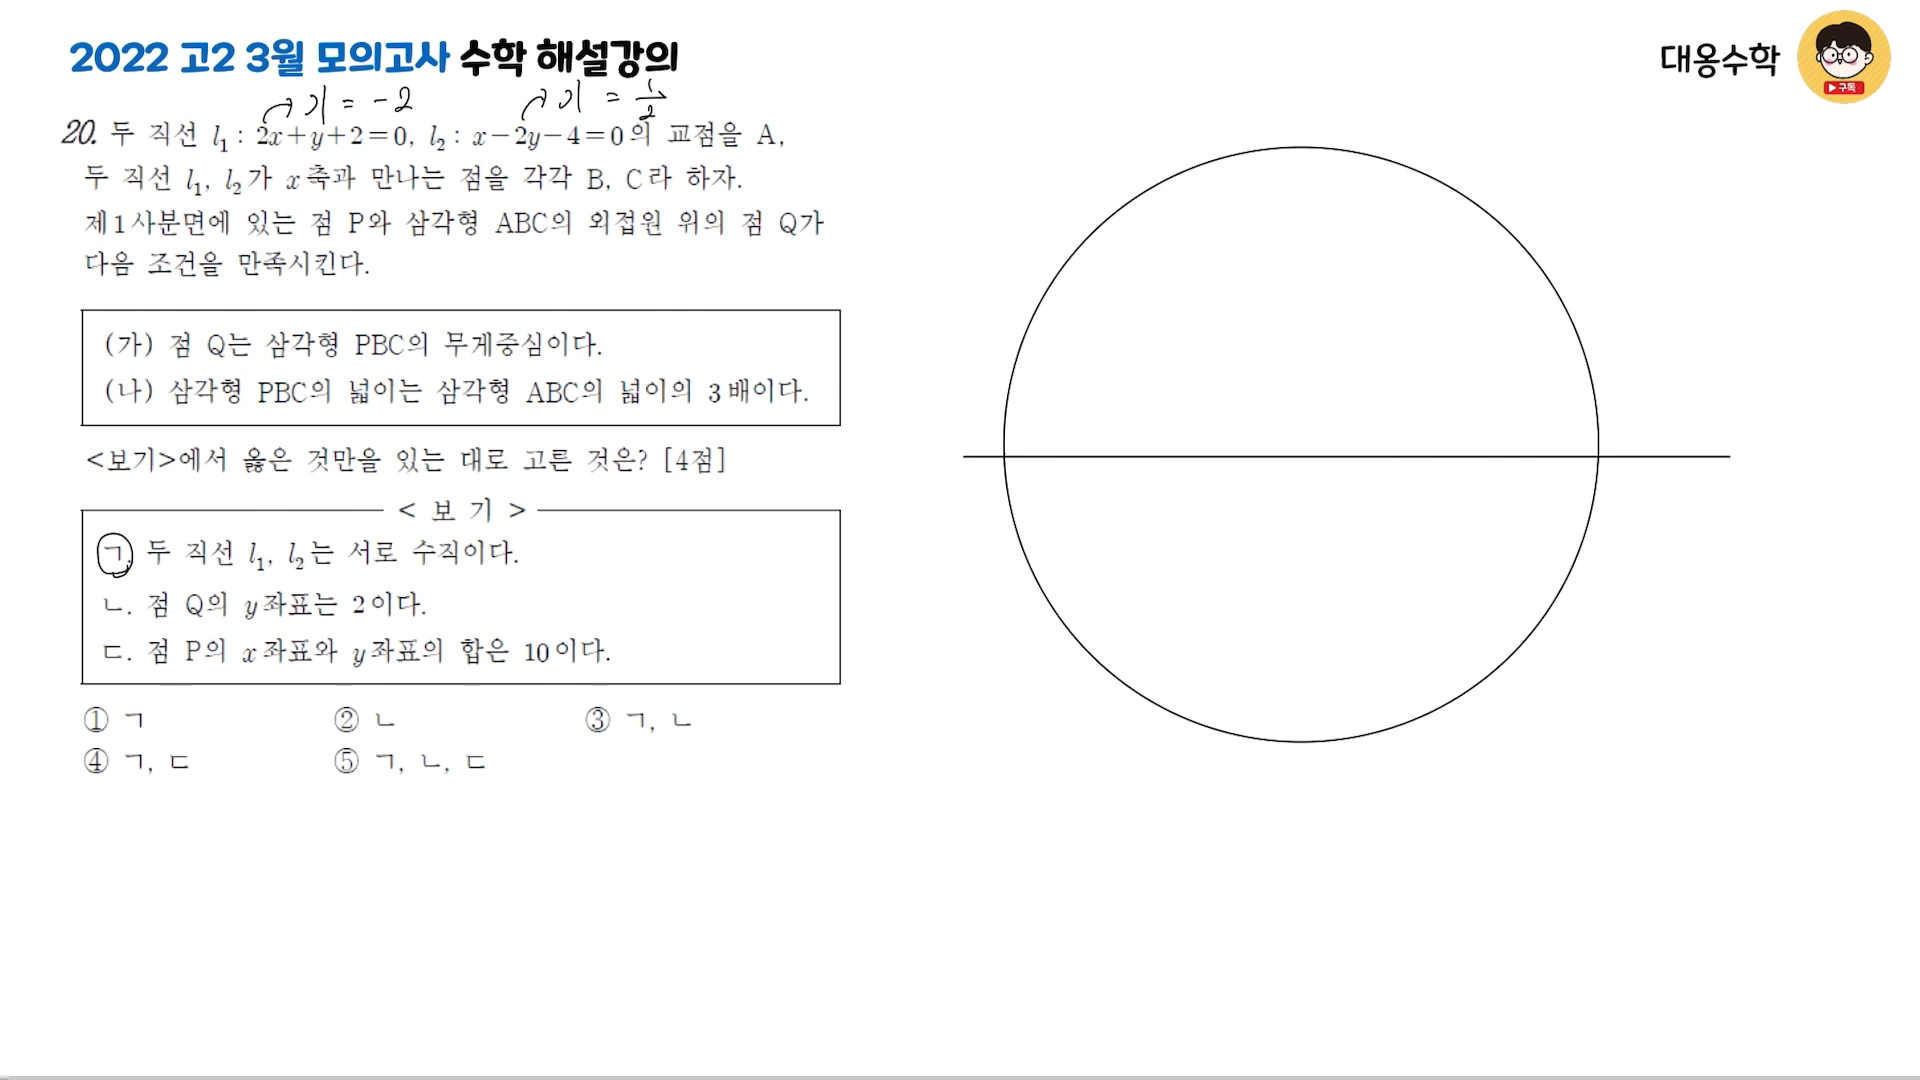 2022 고2 3월 모의고사 수학 해설강의
대응수학
구독
기 = -2
기 = 1/2
20. 두 직선 l₁ : 2x+y+2=0, l₂ : x-2y-4=0의 교점을 A,
두 직선 l₁, l₂가 x축과 만나는 점을 각각 B, C라 하자.
제1사분면에 있는 점 P와 삼각형 ABC의 외접원 위의 점 Q가
다음 조건을 만족시킨다.
(가) 점 Q는 삼각형 PBC의 무게중심이다.
(나) 삼각형 PBC의 넓이는 삼각형 ABC의 넓이의 3배이다.
<보기>에서 옳은 것만을 있는 대로 고른 것은? [4점]
< 보 기 >
ㄱ. 두 직선 l₁, l₂는 서로 수직이다.
ㄴ. 점 Q의 y좌표는 2이다.
ㄷ. 점 P의 x좌표와 y좌표의 합은 10이다.
① ㄱ ② ㄴ ③ ㄱ, ㄴ
④ ㄱ, ㄷ ⑤ ㄱ, ㄴ, ㄷ